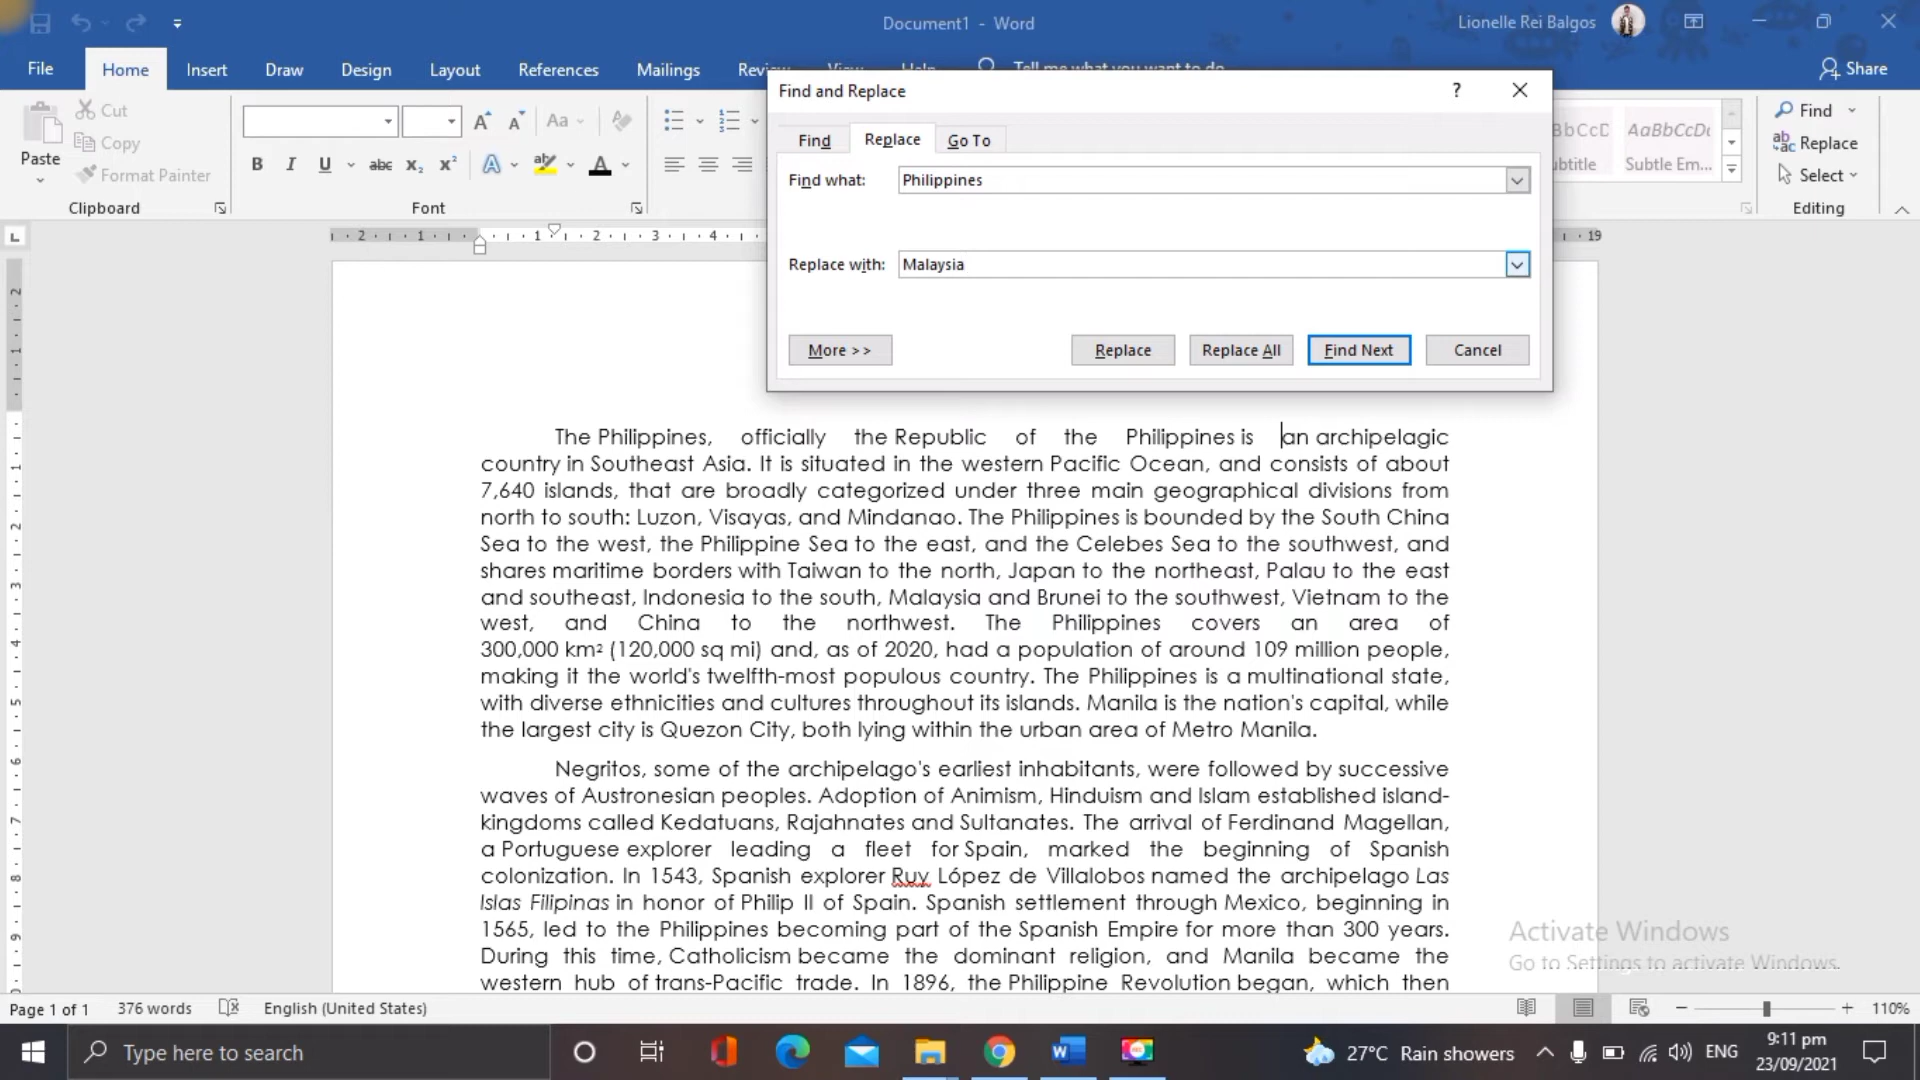 Document1 - Word
Lionelle Rei Balgos
File Home Insert Draw Design Layout References Mailings
Tell me what you want to do
Share
Find and Replace
?
Cut
Copy
Format Painter
Paste
Clipboard
Aa
B I U abc X₂ X² A A
Font
Find Replace Go To
Find what: Philippines
Replace with: Malaysia
More >> Replace Replace All Find Next Cancel
AaBbCcDc
Subtle Em...
Find
Replace
Select
Editing
The Philippines, officially the Republic of the Philippines is an archipelagic
country in Southeast Asia. It is situated in the western Pacific Ocean, and consists of about
7,640 islands, that are broadly categorized under three main geographical divisions from
north to south: Luzon, Visayas, and Mindanao. The Philippines is bounded by the South China
Sea to the west, the Philippine Sea to the east, and the Celebes Sea to the southwest, and
shares maritime borders with Taiwan to the north, Japan to the northeast, Palau to the east
and southeast, Indonesia to the south, Malaysia and Brunei to the southwest, Vietnam to the
west, and China to the northwest. The Philippines covers an area of
300,000 km² (120,000 sq mi) and, as of 2020, had a population of around 109 million people,
making it the world's twelfth-most populous country. The Philippines is a multinational state,
with diverse ethnicities and cultures throughout its islands. Manila is the nation's capital, while
the largest city is Quezon City, both lying within the urban area of Metro Manila.
Negritos, some of the archipelago's earliest inhabitants, were followed by successive
waves of Austronesian peoples. Adoption of Animism, Hinduism and Islam established island-
kingdoms called Kedatuans, Rajahnates and Sultanates. The arrival of Ferdinand Magellan,
a Portuguese explorer leading a fleet for Spain, marked the beginning of Spanish
colonization. In 1543, Spanish explorer Ruy López de Villalobos named the archipelago Las
Islas Filipinas in honor of Philip II of Spain. Spanish settlement through Mexico, beginning in
1565, led to the Philippines becoming part of the Spanish Empire for more than 300 years.
During this time, Catholicism became the dominant religion, and Manila became the
western hub of trans-Pacific trade. In 1896, the Philippine Revolution began, which then
Activate Windows
Go to Settings to activate Windows.
Page 1 of 1 376 words English (United States)
110%
Type here to search
27°C Rain showers
ENG
9:11 pm
23/09/2021